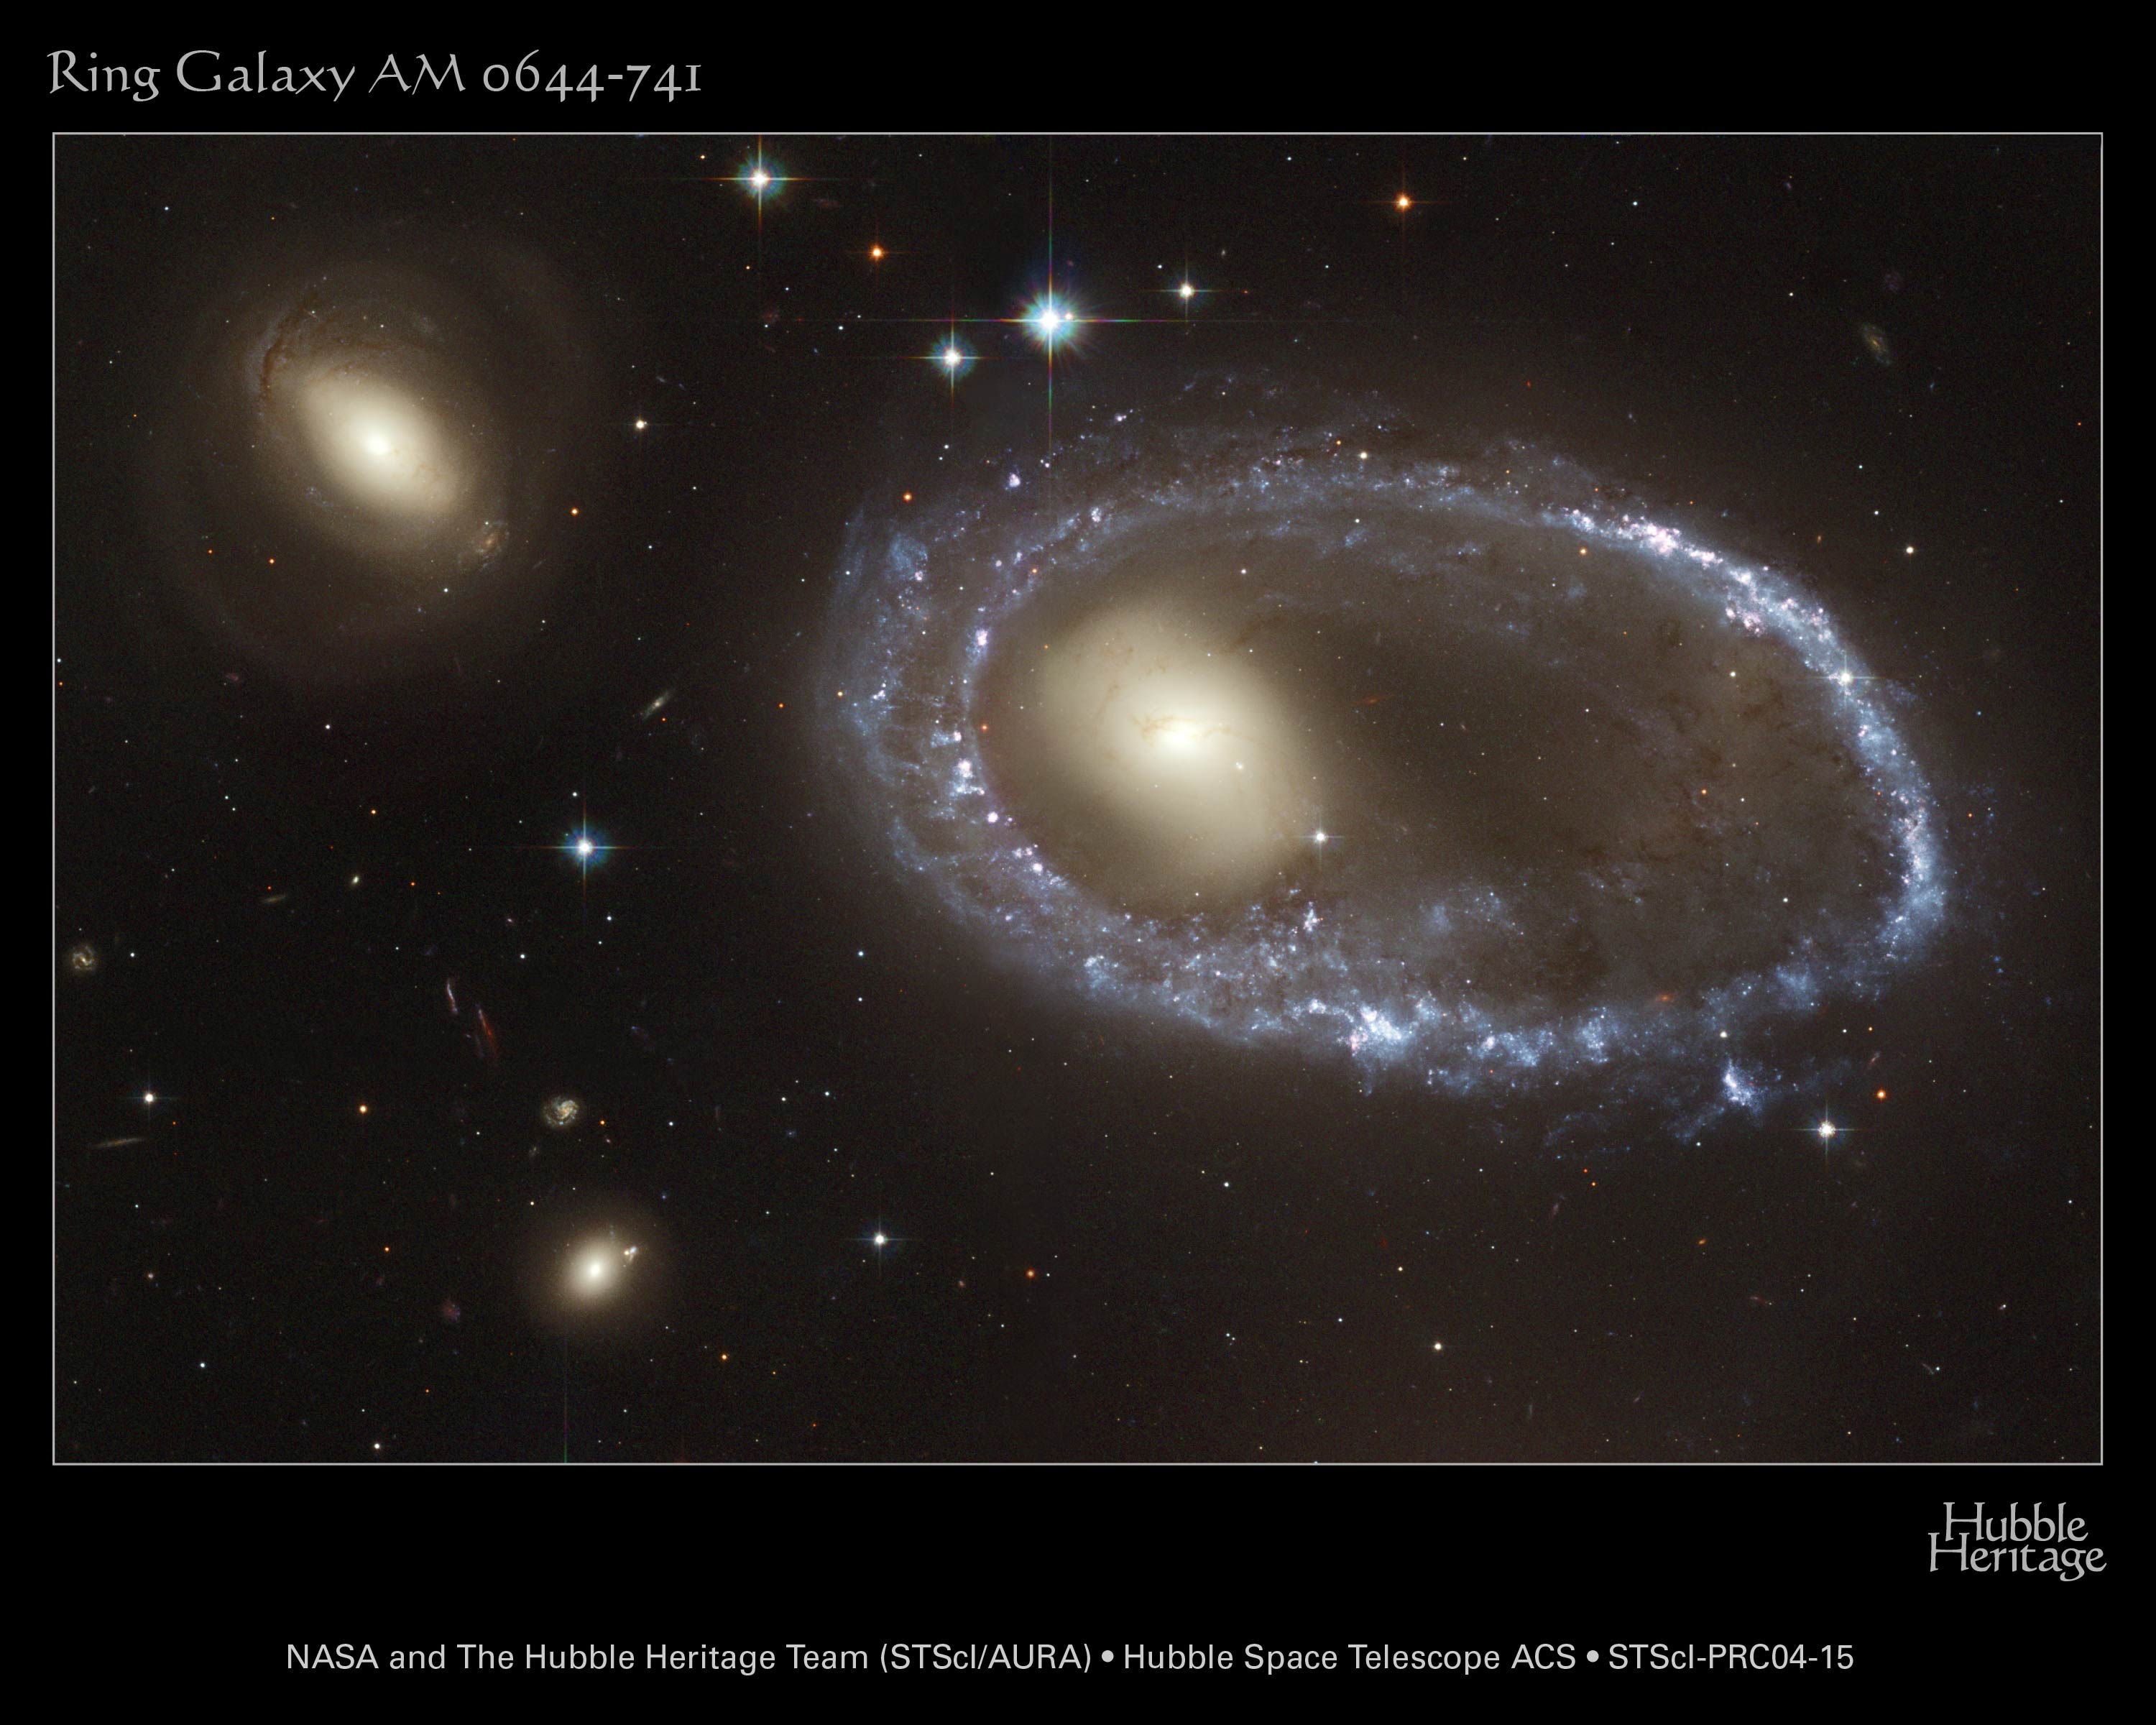 Ring Galaxy AM 0644-741
Hubble
Heritage
NASA and The Hubble Heritage Team (STScI/AURA) • Hubble Space Telescope ACS • STScI-PRC04-15